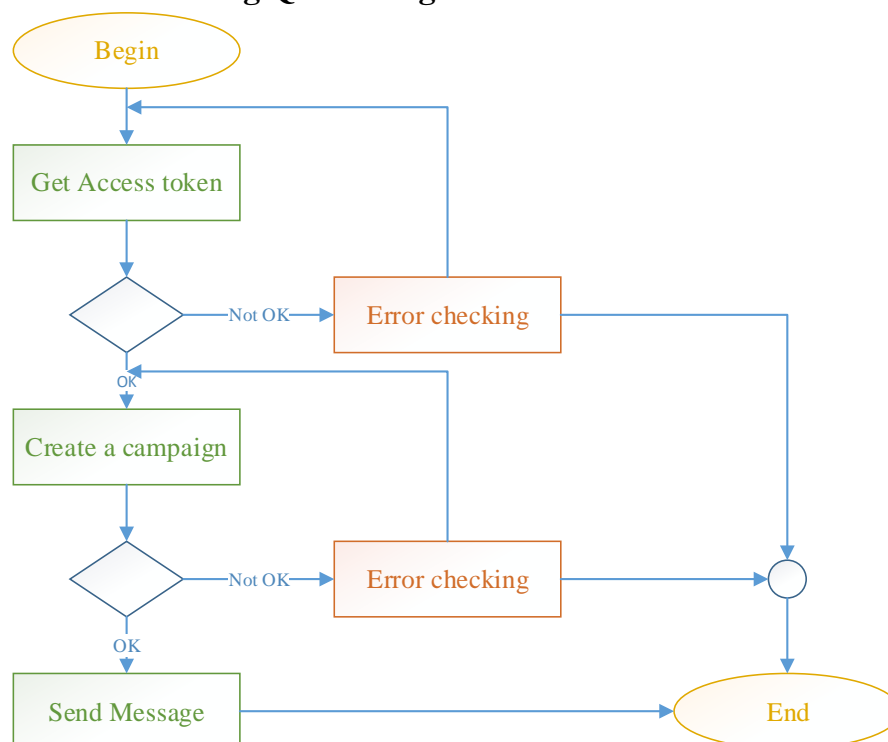 Begin
Get Access token
Not OK
Error checking
OK
Create a campaign
Not OK
Error checking
OK
Send Message
End